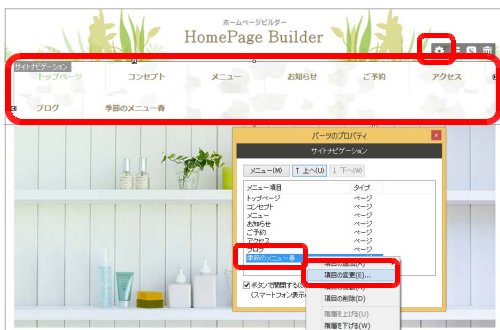 ホームページビルダー
HomePage Builder
サイトナビゲーション
トップページ
コンセプト
メニュー
お知らせ
ご予約
アクセス
ブログ
季節のメニュー春
パーツのプロパティ
x
サイトナビゲーション
メニュー(M)
↑ 上へ(U)
↓ 下へ(W)
メニュー項目 タイプ
トップページ ページ
コンセプト ページ
メニュー ページ
お知らせ ページ
ご予約 ページ
アクセス ページ
ブログ ページ
季節のメニュー春
項目の変更(E)...
項目の削除(D)
階層を上げる(U)
階層を下げる(W)
ボタンで開閉する
(スマートフォン表示